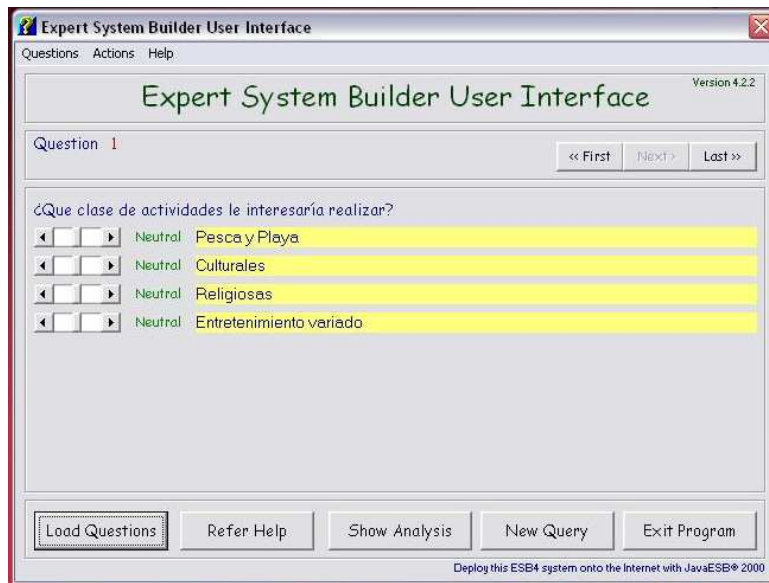 Expert System Builder User Interface
Questions Actions Help
Expert System Builder User Interface
Version 4.2.2
Question 1
« First Next > Last »
¿Que clase de actividades le interesaría realizar?
Neutral Pesca y Playa
Neutral Culturales
Neutral Religiosas
Neutral Entretenimiento variado
Load Questions Refer Help Show Analysis New Query Exit Program
Deploy this ESB4 system onto the Internet with JavaESB® 2000